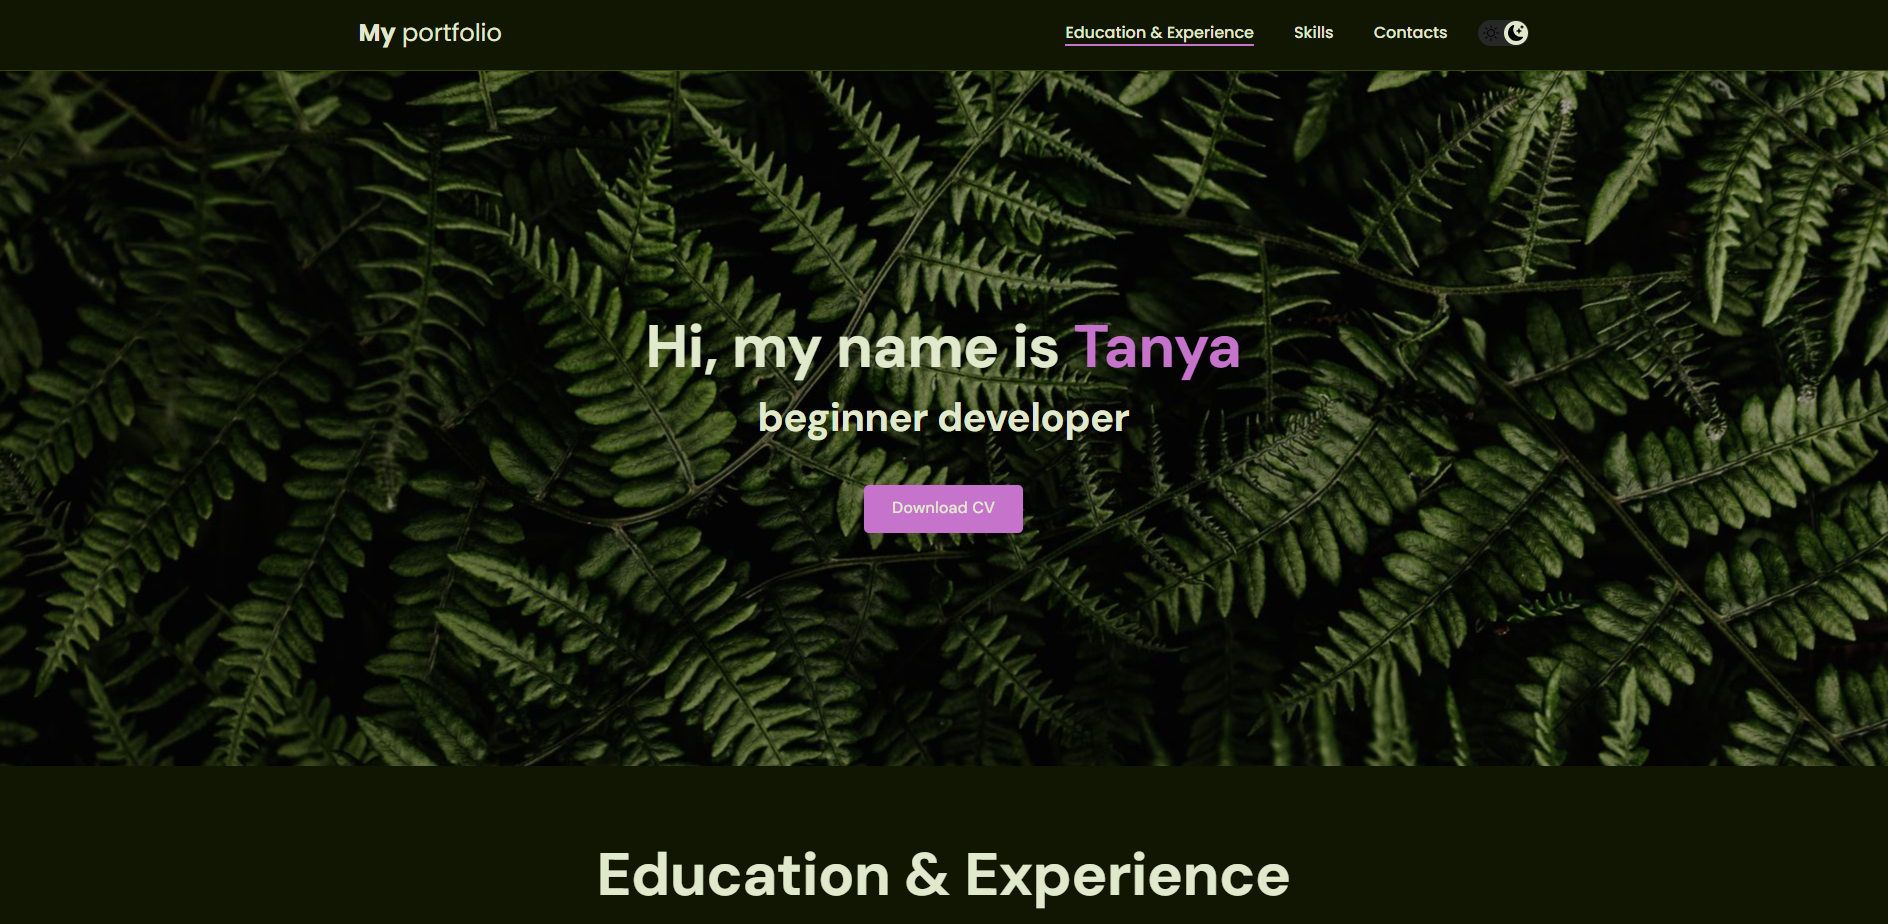 My portfolio
Education & Experience
Skills
Contacts
Hi, my name is Tanya
beginner developer
Download CV
Education & Experience